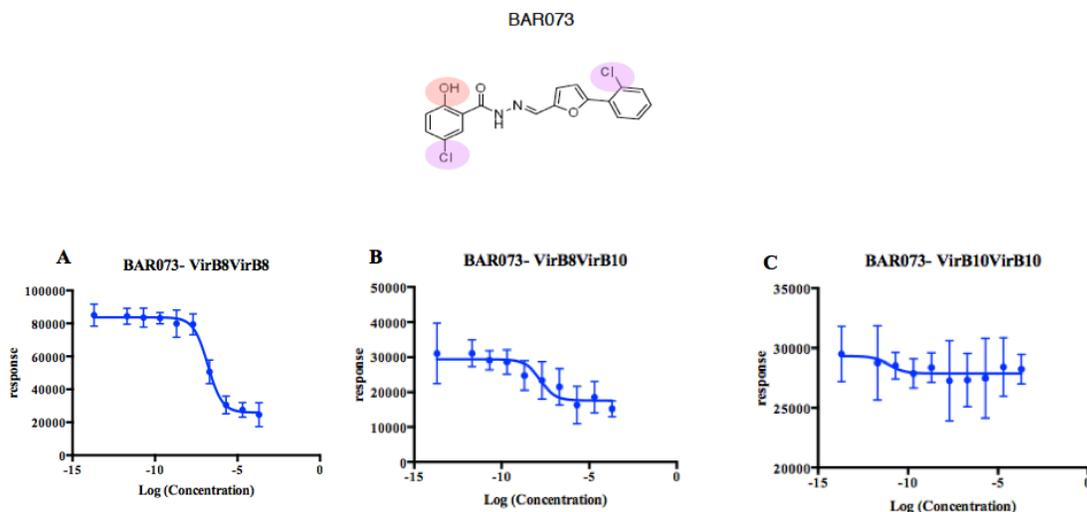 BAR073
OH
O
Cl
N
N
H
O
Cl
A
BAR073- VirB8VirB8
100000
80000
60000
40000
20000
0
response
-15
-10
-5
0
Log (Concentration)
B
BAR073- VirB8VirB10
50000
40000
30000
20000
10000
0
response
-15
-10
-5
0
Log (Concentration)
C
BAR073- VirB10VirB10
35000
30000
25000
20000
response
-15
-10
-5
0
Log (Concentration)